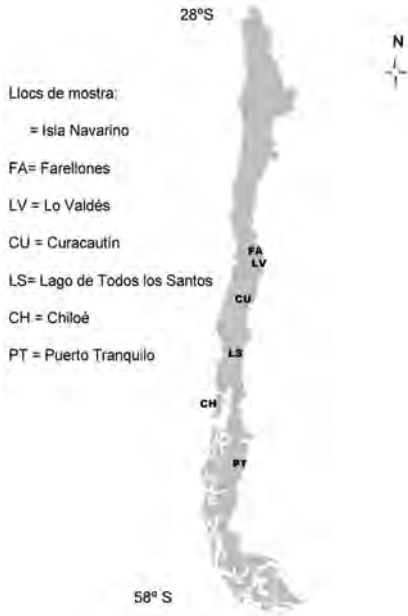 28ºS
N
Llocs de mostra:
= Isla Navarino
FA= Farellones
LV = Lo Valdés
CU = Curacautín
LS= Lago de Todos los Santos
CH = Chiloé
PT = Puerto Tranquilo
FA
LV
CU
LS
CH
PT
58º S